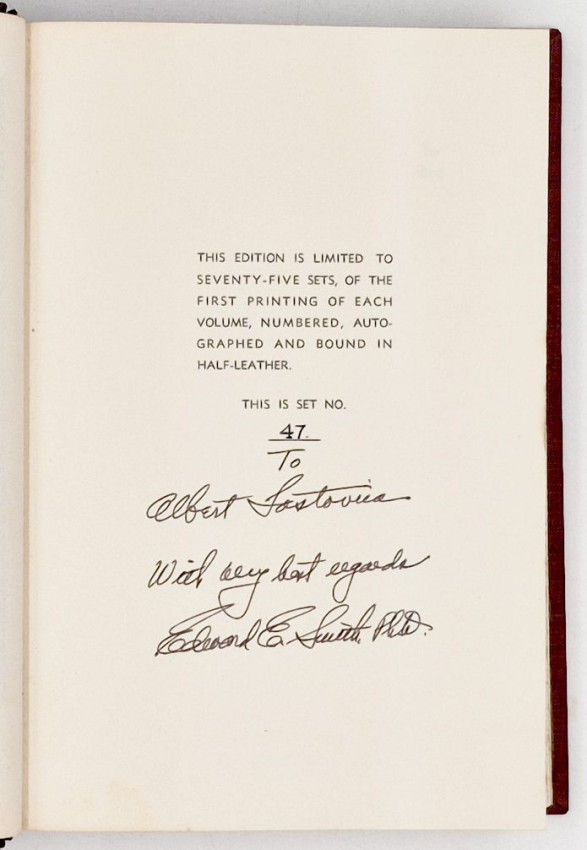 THIS EDITION IS LIMITED TO
SEVENTY-FIVE SETS, OF THE
FIRST PRINTING OF EACH
VOLUME, NUMBERED, AUTO-
GRAPHED AND BOUND IN
HALF-LEATHER.
THIS IS SET NO.
47.
To
Albert Lastovica
With very best regards
Edward E. Smith, PhD.